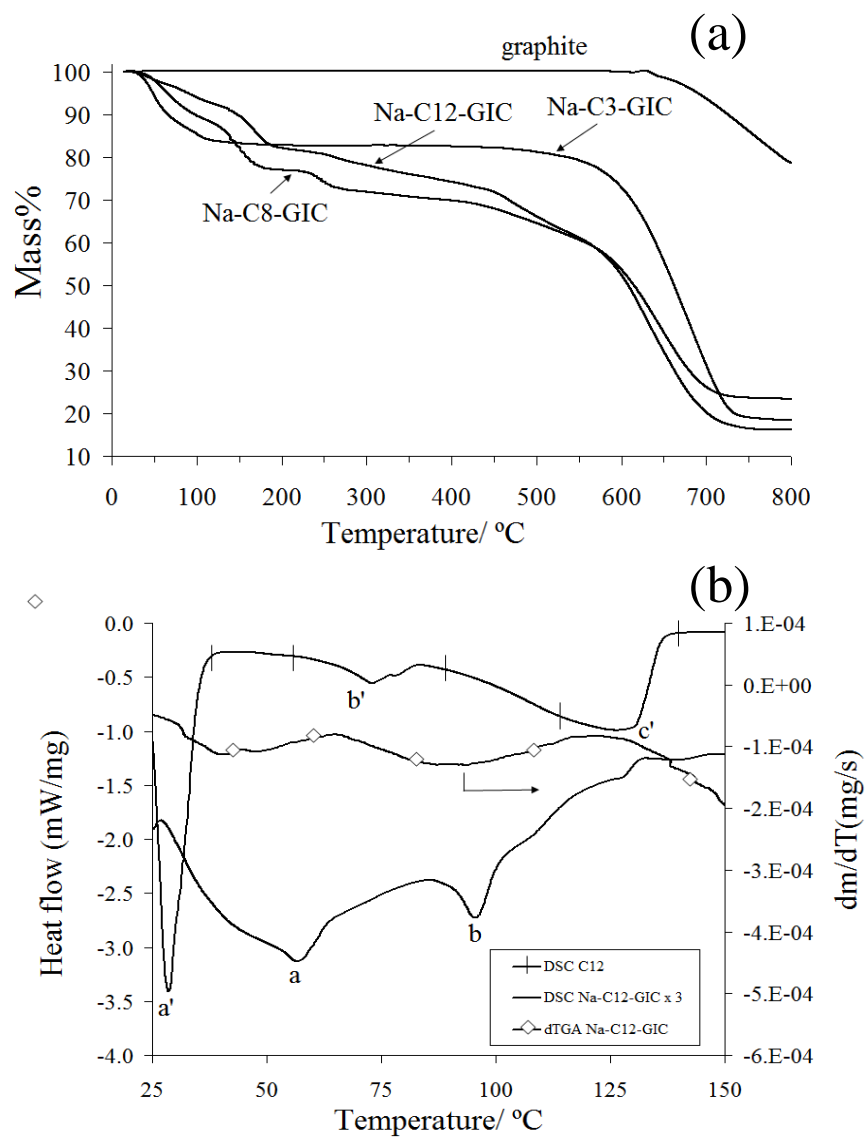 (a)
graphite
100
90
80
70
60
50
40
30
20
10
Mass%
Na-C12-GIC
Na-C3-GIC
Na-C8-GIC
0
100
200
300
400
500
600
700
800
Temperature/ ºC
(b)
0.0
-0.5
-1.0
-1.5
-2.0
-2.5
-3.0
-3.5
-4.0
Heat flow (mW/mg)
1.E-04
0.E+00
-1.E-04
-2.E-04
-3.E-04
-4.E-04
-5.E-04
-6.E-04
dm/dT(mg/s)
b'
c'
a
b
a'
DSC C12
DSC Na-C12-GIC x 3
dTGA Na-C12-GIC
25
50
75
100
125
150
Temperature/ ºC